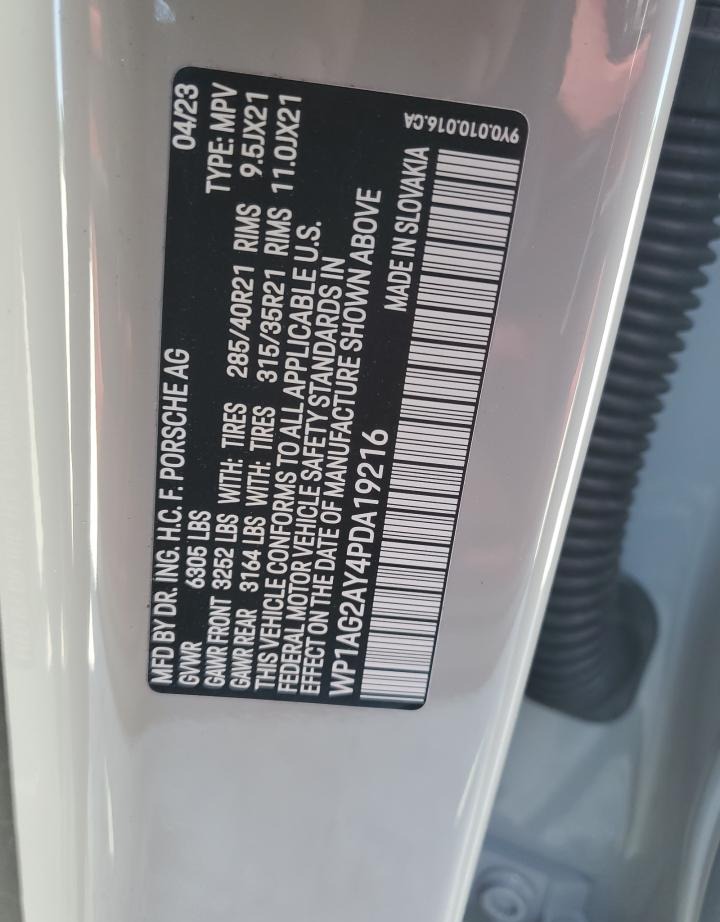 MFD BY DR. ING. H.C. F. PORSCHE AG 04/23
GVWR 6305 LBS TYPE: MPV
GAWR FRONT 3252 LBS WITH: TIRES 285/40R21 RIMS 9.5JX21
GAWR REAR 3164 LBS WITH: TIRES 315/35R21 RIMS 11.0JX21
THIS VEHICLE CONFORMS TO ALL APPLICABLE U.S.
FEDERAL MOTOR VEHICLE SAFETY STANDARDS IN
EFFECT ON THE DATE OF MANUFACTURE SHOWN ABOVE
WP1AG2AY4PDA19216 MADE IN SLOVAKIA
9Y0.010.016.CA